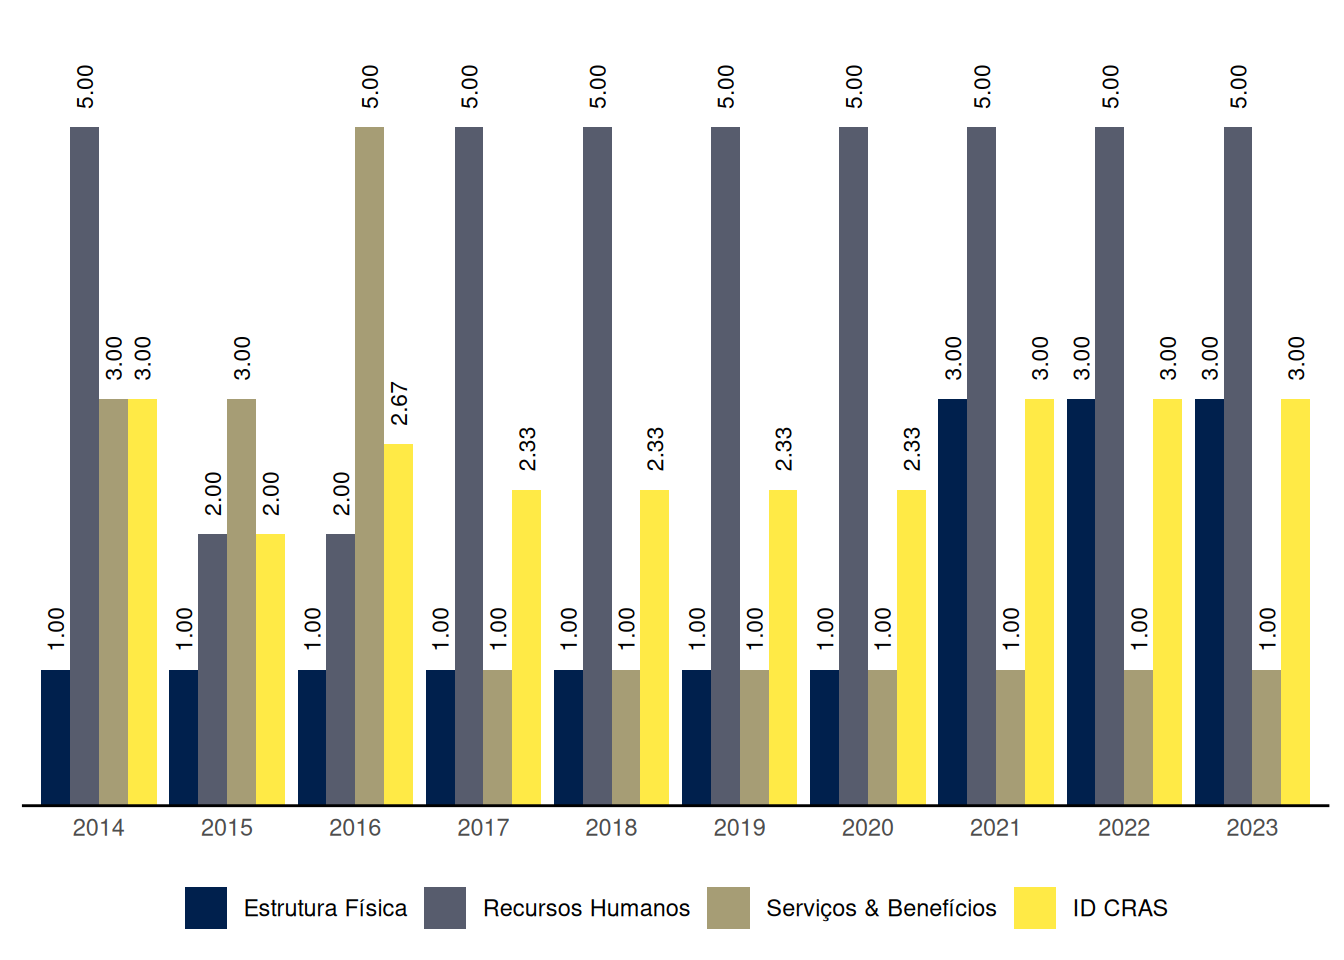 5.00 5.00 5.00 5.00 5.00 5.00 5.00 5.00 5.00
3.00 3.00 3.00 3.00 3.00 3.00 3.00 3.00 3.00
2.67
2.33 2.33 2.33 2.33
2.00 2.00 2.00
1.00 1.00 1.00 1.00 1.00 1.00 1.00 1.00 1.00 1.00 1.00 1.00 1.00 1.00
2014 2015 2016 2017 2018 2019 2020 2021 2022 2023
Estrutura Física Recursos Humanos Serviços & Benefícios ID CRAS